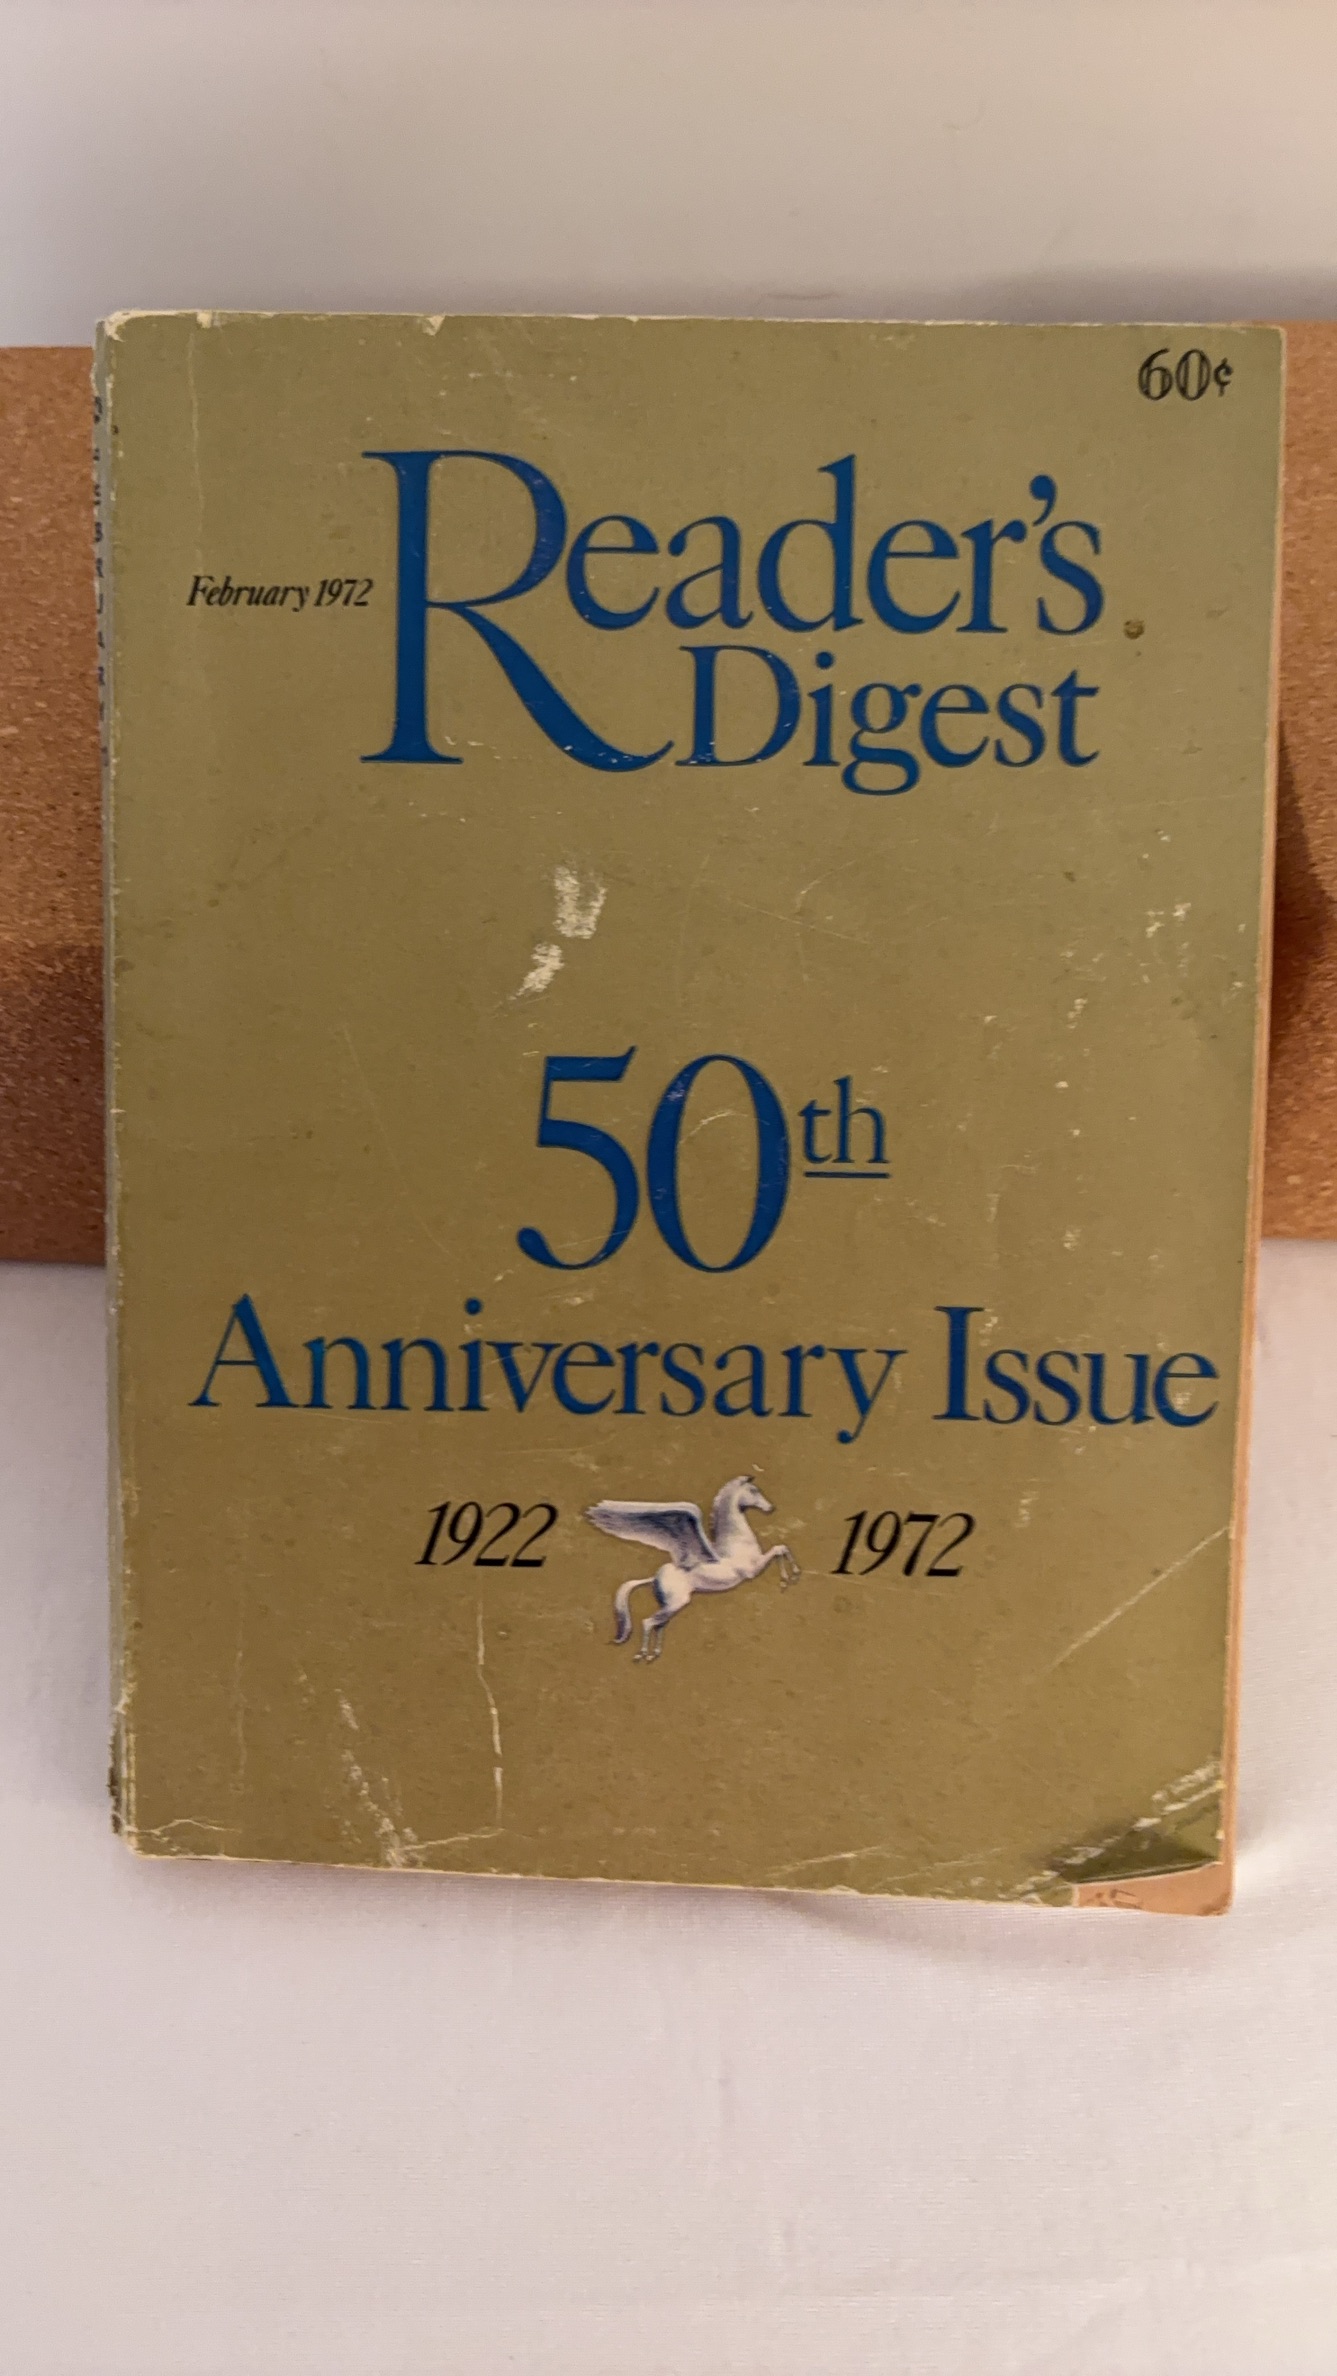 60¢
February 1972
Reader's
Digest
50th
Anniversary Issue
1922 1972